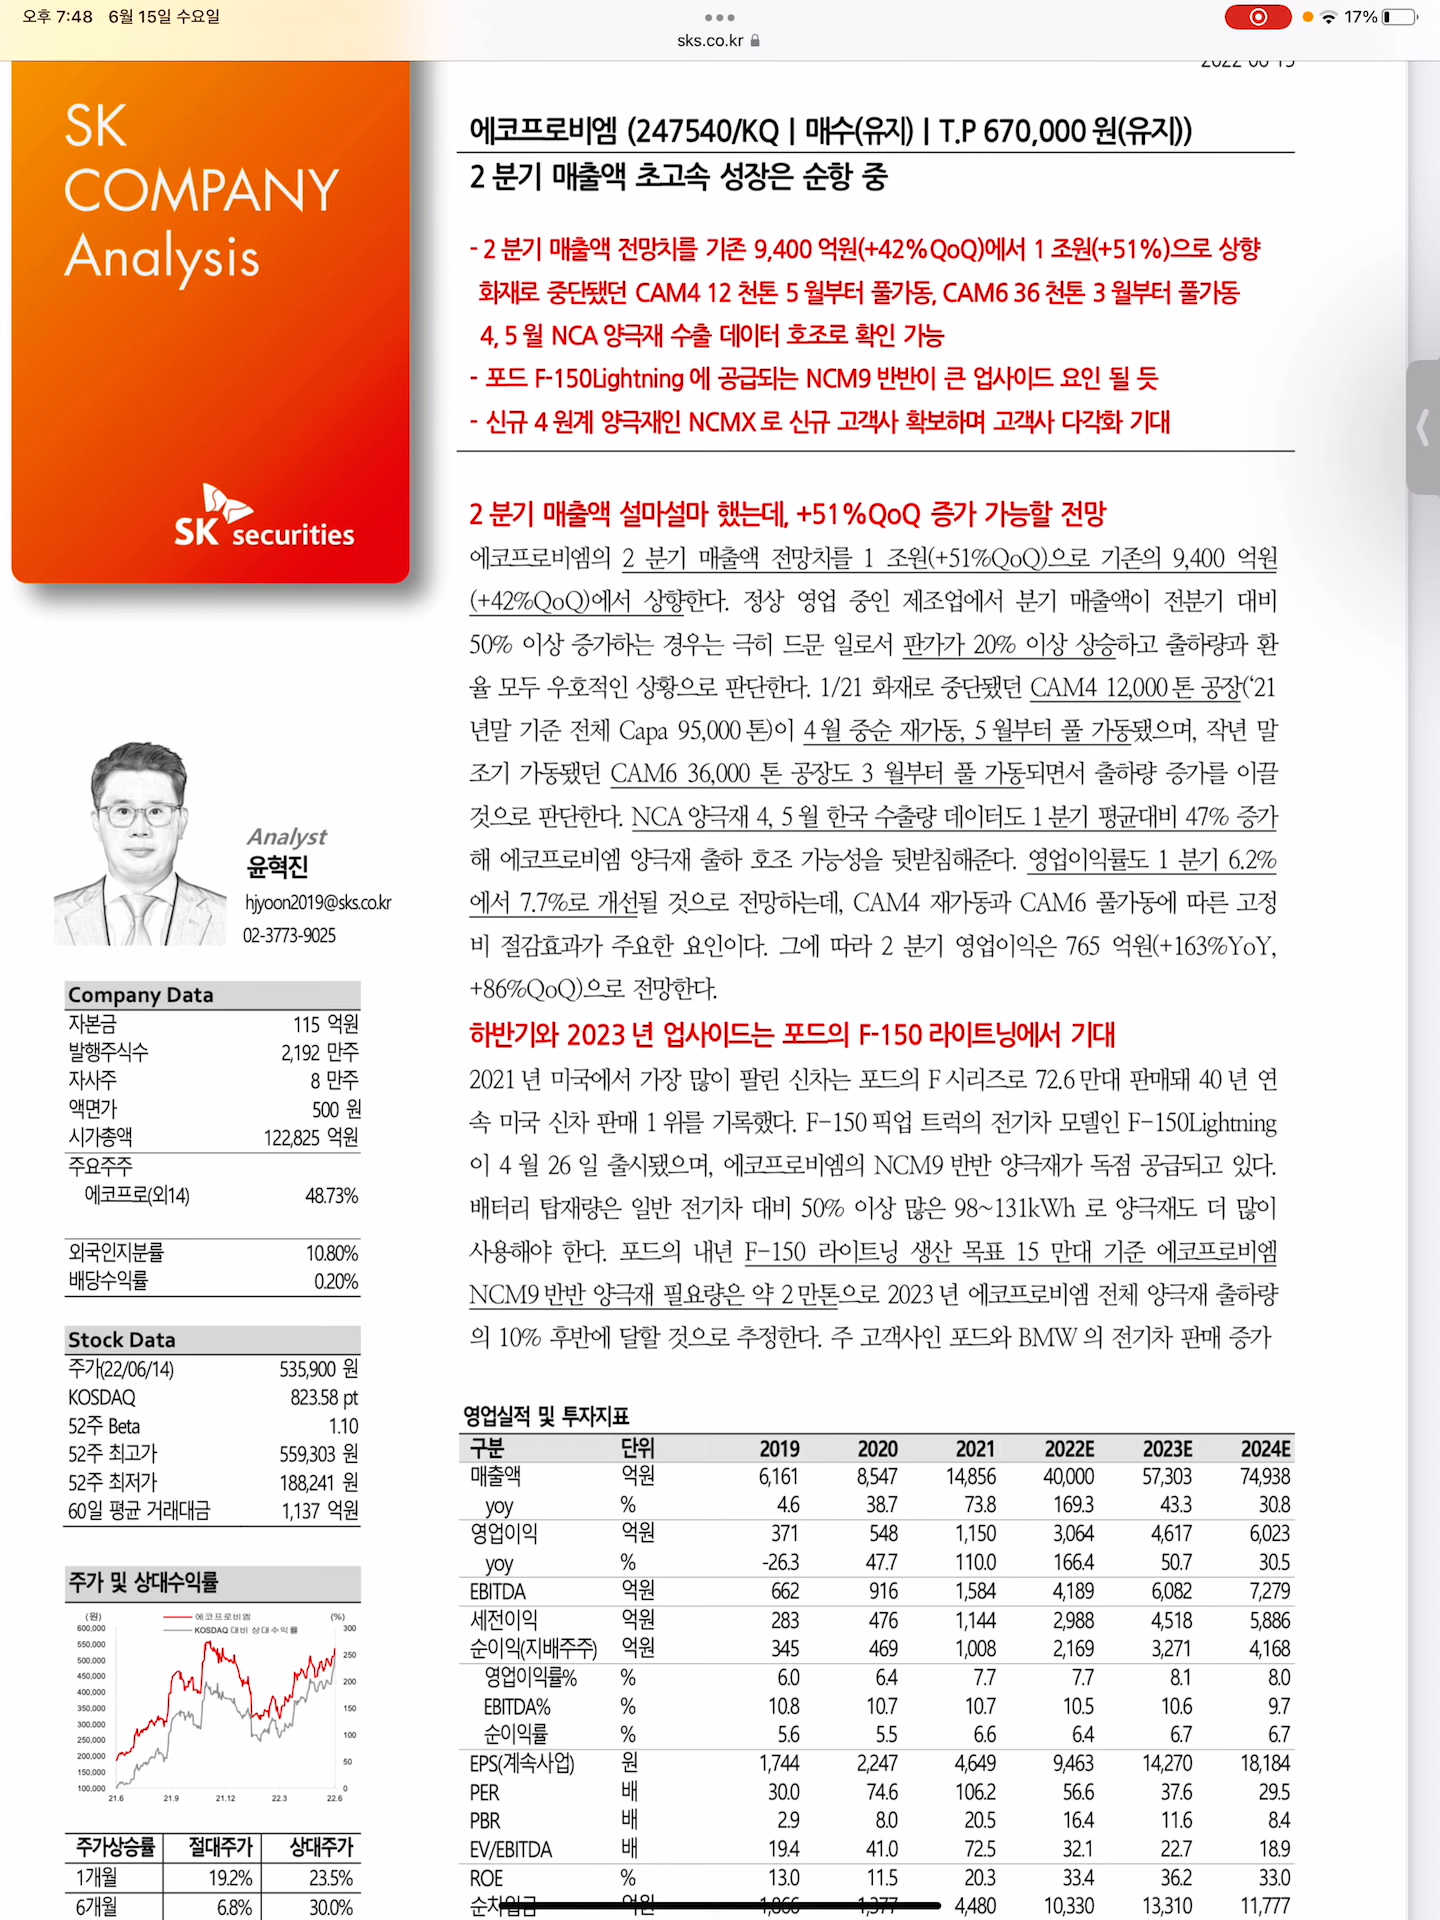 오후 7:48 6월 15일 수요일
17%
sks.co.kr
SK
COMPANY
Analysis
SK securities
에코프로비엠 (247540/KQ | 매수(유지) | T.P 670,000 원(유지))
2 분기 매출액 초고속 성장은 순항 중
- 2 분기 매출액 전망치를 기존 9,400 억원(+42%QoQ)에서 1 조원(+51%)으로 상향
화재로 중단됐던 CAM4 12 천톤 5 월부터 풀가동, CAM6 36 천톤 3 월부터 풀가동
4, 5 월 NCA 양극재 수출 데이터 호조로 확인 가능
- 포드 F-150Lightning 에 공급되는 NCM9 반반이 큰 업사이드 요인 될 듯
- 신규 4 원계 양극재인 NCMX 로 신규 고객사 확보하며 고객사 다각화 기대
2 분기 매출액 설마설마 했는데, +51%QoQ 증가 가능할 전망
에코프로비엠의 2 분기 매출액 전망치를 1 조원(+51%QoQ)으로 기존의 9,400 억원
(+42%QoQ)에서 상향한다. 정상 영업 중인 제조업에서 분기 매출액이 전분기 대비
50% 이상 증가하는 경우는 극히 드문 일로서 판가가 20% 이상 상승하고 출하량과 환
율 모두 우호적인 상황으로 판단한다. 1/21 화재로 중단됐던 CAM4 12,000 톤 공장('21
년말 기준 전체 Capa 95,000 톤)이 4 월 중순 재가동, 5 월부터 풀 가동됐으며, 작년 말
조기 가동됐던 CAM6 36,000 톤 공장도 3 월부터 풀 가동되면서 출하량 증가를 이끌
것으로 판단한다. NCA 양극재 4, 5 월 한국 수출량 데이터도 1 분기 평균대비 47% 증가
해 에코프로비엠 양극재 출하 호조 가능성을 뒷받침해준다. 영업이익률도 1 분기 6.2%
에서 7.7%로 개선될 것으로 전망하는데, CAM4 재가동과 CAM6 풀가동에 따른 고정
비 절감효과가 주요한 요인이다. 그에 따라 2 분기 영업이익은 765 억원(+163%YoY,
+86%QoQ)으로 전망한다.
하반기와 2023 년 업사이드는 포드의 F-150 라이트닝에서 기대
2021 년 미국에서 가장 많이 팔린 신차는 포드의 F 시리즈로 72.6 만대 판매돼 40 년 연
속 미국 신차 판매 1 위를 기록했다. F-150 픽업 트럭의 전기차 모델인 F-150Lightning
이 4 월 26 일 출시됐으며, 에코프로비엠의 NCM9 반반 양극재가 독점 공급되고 있다.
배터리 탑재량은 일반 전기차 대비 50% 이상 많은 98~131kWh 로 양극재도 더 많이
사용해야 한다. 포드의 내년 F-150 라이트닝 생산 목표 15 만대 기준 에코프로비엠
NCM9 반반 양극재 필요량은 약 2 만톤으로 2023 년 에코프로비엠 전체 양극재 출하량
의 10% 후반에 달할 것으로 추정한다. 주 고객사인 포드와 BMW 의 전기차 판매 증가
Analyst
윤혁진
hjyoon2019@sks.co.kr
02-3773-9025
Company Data
자본금 115 억원
발행주식수 2,192 만주
자사주 8 만주
액면가 500 원
시가총액 122,825 억원
주요주주
에코프로(외14) 48.73%
외국인지분률 10.80%
배당수익률 0.20%
Stock Data
주가(22/06/14) 535,900 원
KOSDAQ 823.58 pt
52주 Beta 1.10
52주 최고가 559,303 원
52주 최저가 188,241 원
60일 평균 거래대금 1,137 억원
주가 및 상대수익률
(원) 에코프로비엠 (%)
KOSDAQ 대비 상대수익률
600,000 300
550,000
500,000 250
450,000
400,000 200
350,000 150
300,000
250,000 100
200,000
150,000 50
100,000 0
21.6 21.9 21.12 22.3 22.6
주가상승률 절대주가 상대주가
1개월 19.2% 23.5%
6개월 6.8% 30.0%
영업실적 및 투자지표
구분 단위 2019 2020 2021 2022E 2023E 2024E
매출액 억원 6,161 8,547 14,856 40,000 57,303 74,938
yoy % 4.6 38.7 73.8 169.3 43.3 30.8
영업이익 억원 371 548 1,150 3,064 4,617 6,023
yoy % -26.3 47.7 110.0 166.4 50.7 30.5
EBITDA 억원 662 916 1,584 4,189 6,082 7,279
세전이익 억원 283 476 1,144 2,988 4,518 5,886
순이익(지배주주) 억원 345 469 1,008 2,169 3,271 4,168
영업이익률% % 6.0 6.4 7.7 7.7 8.1 8.0
EBITDA% % 10.8 10.7 10.7 10.5 10.6 9.7
순이익률 % 5.6 5.5 6.6 6.4 6.7 6.7
EPS(계속사업) 원 1,744 2,247 4,649 9,463 14,270 18,184
PER 배 30.0 74.6 106.2 56.6 37.6 29.5
PBR 배 2.9 8.0 20.5 16.4 11.6 8.4
EV/EBITDA 배 19.4 41.0 72.5 32.1 22.7 18.9
ROE % 13.0 11.5 20.3 33.4 36.2 33.0
순차입금 억원 4,480 10,330 13,310 11,777